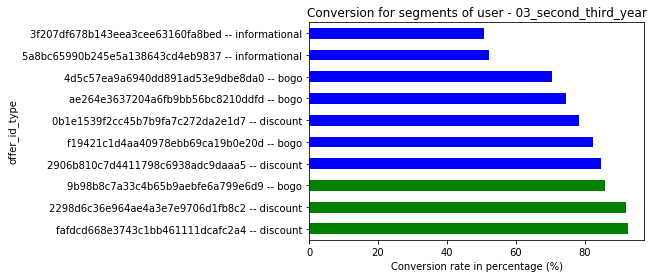 Conversion for segments of user - 03_second_third_year
offer_id_type
3f207df678b143eea3cee63160fa8bed -- informational
5a8bc65990b245e5a138643cd4eb9837 -- informational
4d5c57ea9a6940dd891ad53e9dbe8da0 -- bogo
ae264e3637204a6fb9bb56bc8210ddfd -- bogo
0b1e1539f2cc45b7b9fa7c272da2e1d7 -- discount
f19421c1d4aa40978ebb69ca19b0e20d -- bogo
2906b810c7d4411798c6938adc9daaa5 -- discount
9b98b8c7a33c4b65b9aebfe6a799e6d9 -- bogo
2298d6c36e964ae4a3e7e9706d1fb8c2 -- discount
fafdcd668e3743c1bb461111dcafc2a4 -- discount
0 20 40 60 80
Conversion rate in percentage (%)